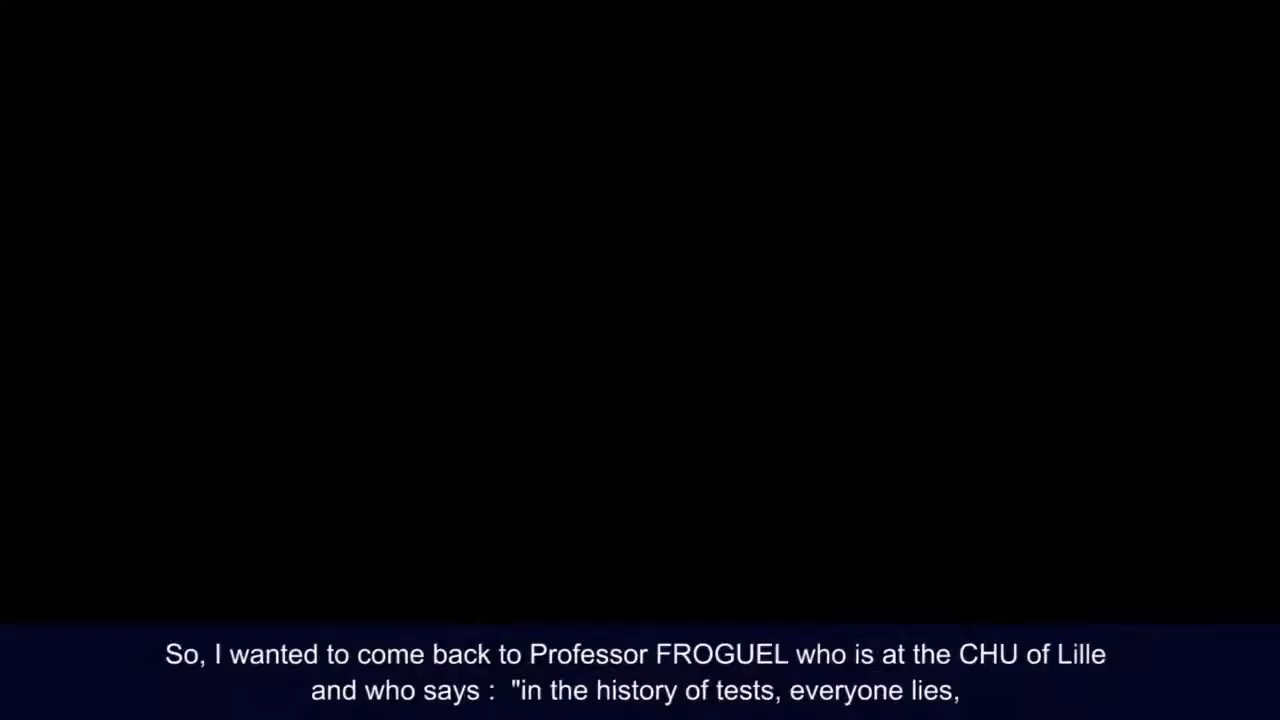 So, I wanted to come back to Professor FROGUEL who is at the CHU of Lille
and who says :  "in the history of tests, everyone lies,